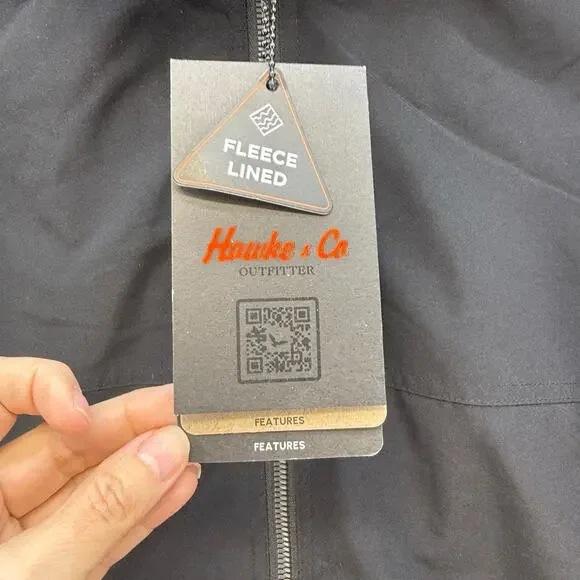 FLEECE
LINED
Hawke & Co
OUTFITTER
FEATURES
FEATURES